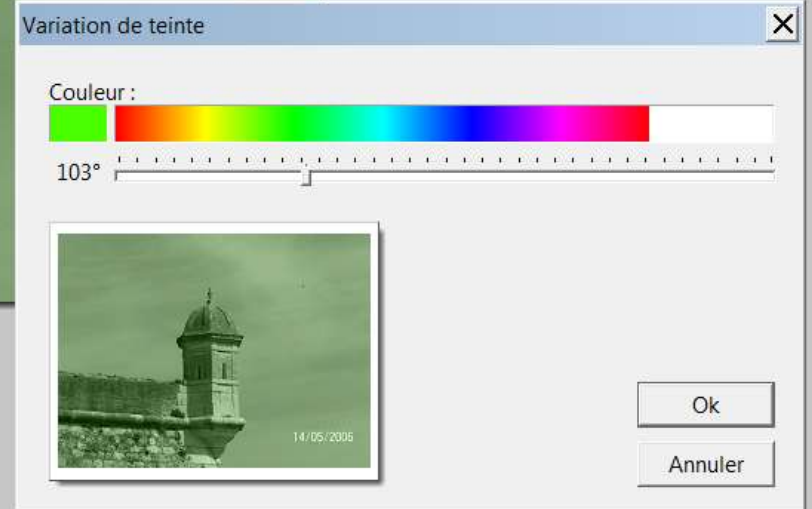 Variation de teinte
Couleur :
103°
14/05/2006
Ok
Annuler